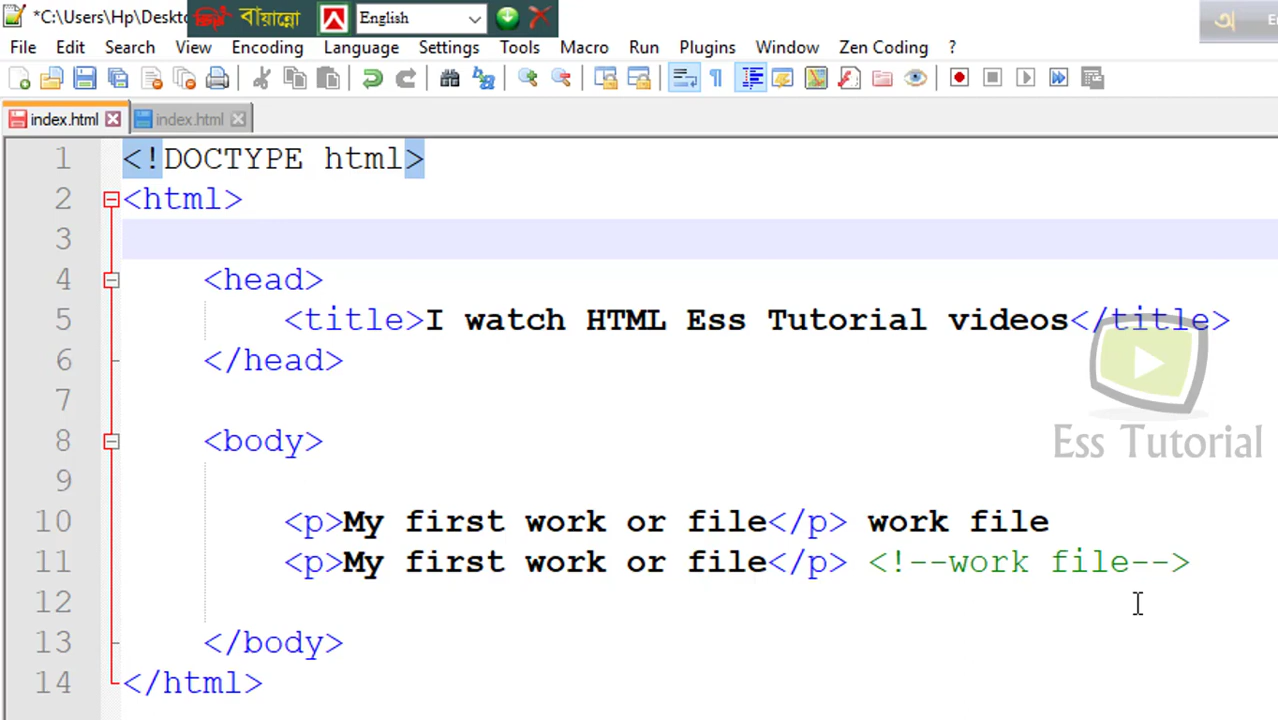 *C:\Users\Hp\Deskto
বায়ান্নো
English
অ
File Edit Search View Encoding Language Settings Tools Macro Run Plugins Window Zen Coding ?
index.html index.html
1 <!DOCTYPE html>
2 <html>
3
4 <head>
5 <title>I watch HTML Ess Tutorial videos</title>
6 </head>
7
8 <body>
9
10 <p>My first work or file</p> work file
11 <p>My first work or file</p> <!--work file-->
12
13 </body>
14 </html>
Ess Tutorial